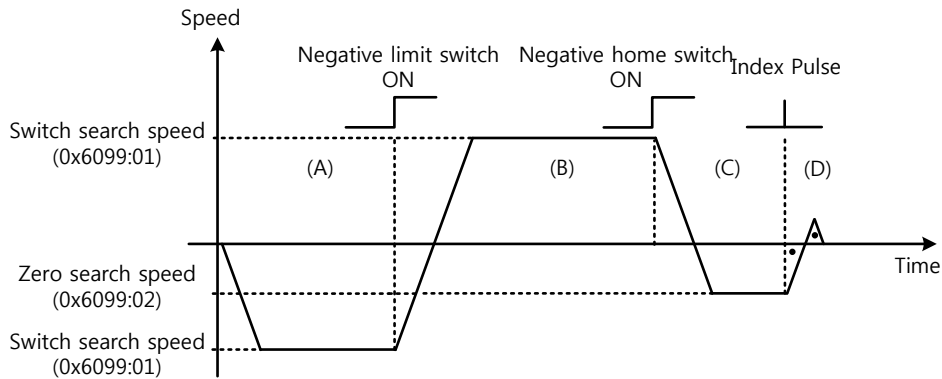 Speed
Negative limit switch
ON
Negative home switch
ON
Index Pulse
Switch search speed
(0x6099:01)
(A)
(B)
(C)
(D)
Time
Zero search speed
(0x6099:02)
Switch search speed
(0x6099:01)